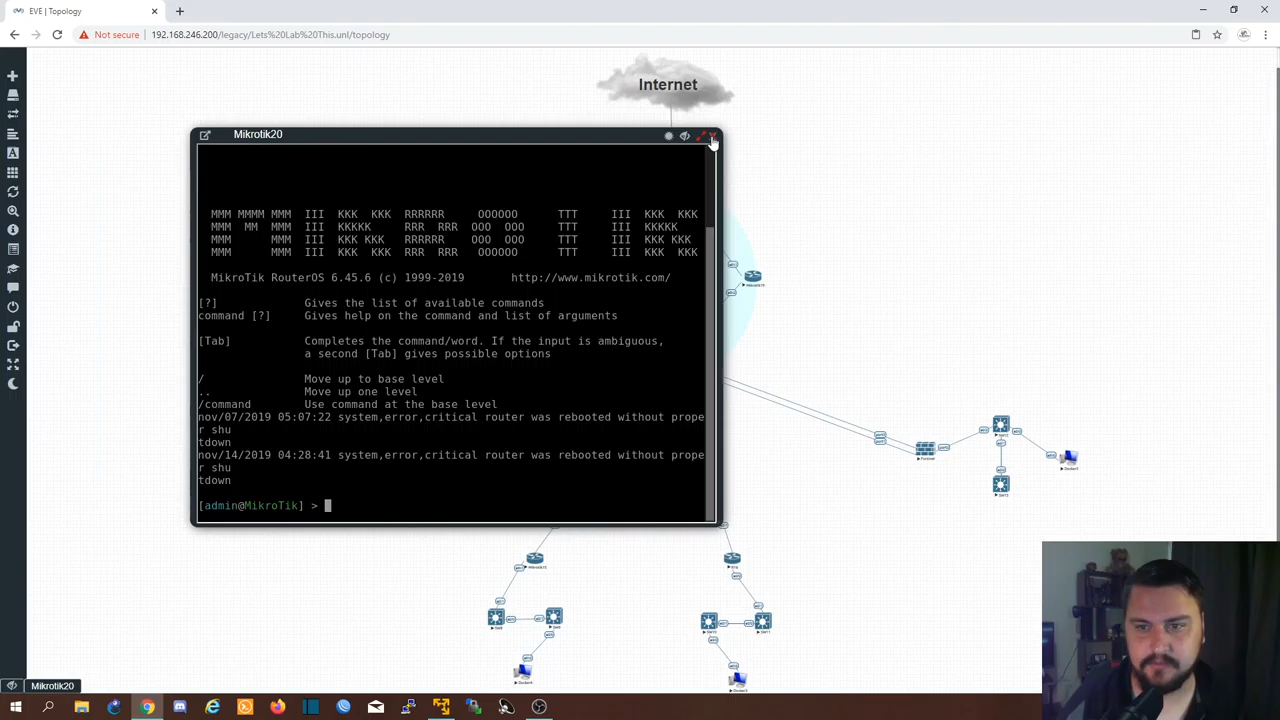 EVE | Topology
Not secure | 192.168.246.200/legacy/Lets%20Lab%20This.unl/topology
Internet
Mikrotik20
MMM MMMM MMM III KKK KKK RRRRRR OOOOOO TTT III KKK KKK
MMM MM MMM III KKKKK RRR RRR OOO OOO TTT III KKKKK
MMM MMM III KKK KKK RRRRRR OOO OOO TTT III KKK KKK
MMM MMM III KKK KKK RRR RRR OOOOOO TTT III KKK KKK
MikroTik RouterOS 6.45.6 (c) 1999-2019 http://www.mikrotik.com/
[?] Gives the list of available commands
command [?] Gives help on the command and list of arguments
[Tab] Completes the command/word. If the input is ambiguous,
a second [Tab] gives possible options
/ Move up to base level
.. Move up one level
/command Use command at the base level
nov/07/2019 05:07:22 system,error,critical router was rebooted without prope
r shu
tdown
nov/14/2019 04:28:41 system,error,critical router was rebooted without prope
r shu
tdown
[admin@MikroTik] >
Mikrotik20